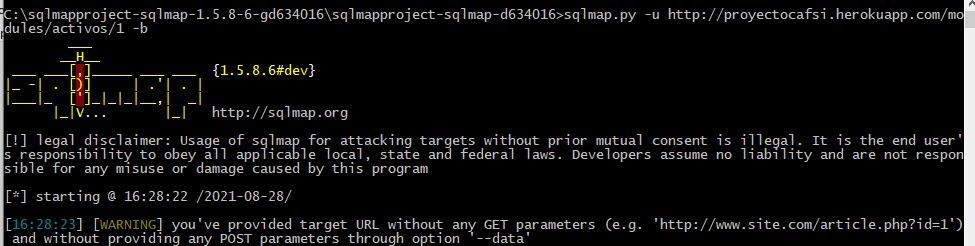 C:\sqlmapproject-sqlmap-1.5.8-6-gd634016\sqlmapproject-sqlmap-d634016>sqlmap.py -u http://proyectocafsi.herokuapp.com/mo
dules/activos/1 -b
        ___
       __H__
 ___ ___[,]_____ ___ ___  {1.5.8.6#dev}
|_ -| . [)]     | .'| . |
|___|_  [']_|_|_|__,|  _|
      |_|V...       |_|   http://sqlmap.org
[!] legal disclaimer: Usage of sqlmap for attacking targets without prior mutual consent is illegal. It is the end user'
s responsibility to obey all applicable local, state and federal laws. Developers assume no liability and are not respon
sible for any misuse or damage caused by this program
[*] starting @ 16:28:22 /2021-08-28/
[16:28:23] [WARNING] you've provided target URL without any GET parameters (e.g. 'http://www.site.com/article.php?id=1')
 and without providing any POST parameters through option '--data'